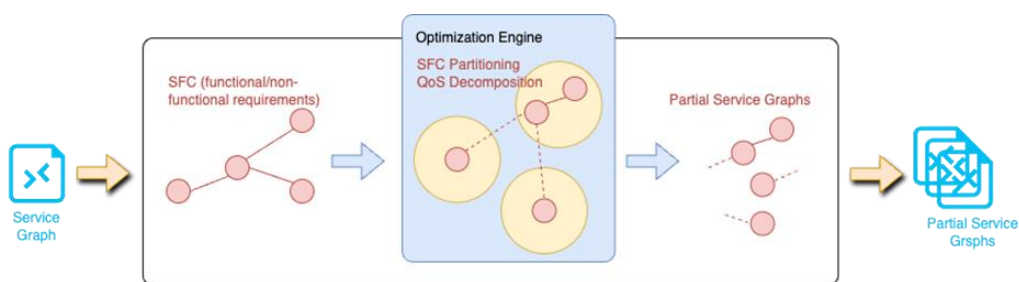 Service
Graph
SFC (functional/non-
functional requirements)
Optimization Engine
SFC Partitioning
QoS Decomposition
Partial Service Graphs
Partial Service
Grsphs